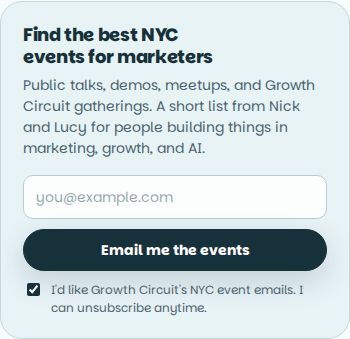 Find the best NYC
events for marketers
Public talks, demos, meetups, and Growth
Circuit gatherings. A short list from Nick
and Lucy for people building things in
marketing, growth, and AI.
you@example.com
Email me the events
I'd like Growth Circuit's NYC event emails. I
can unsubscribe anytime.